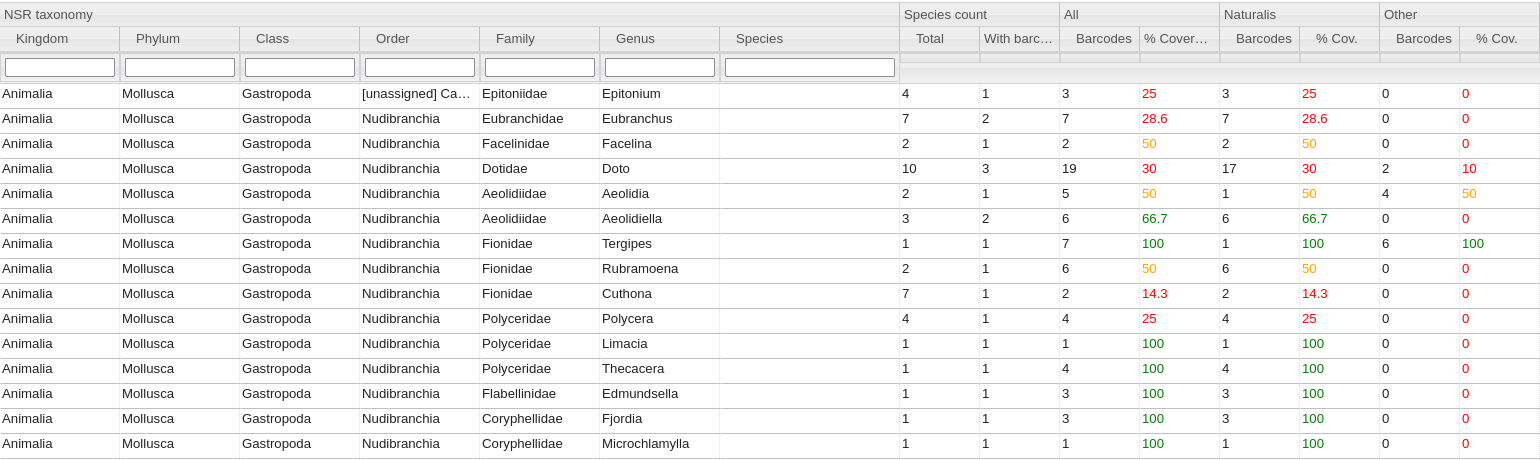 NSR taxonomy Species count All Naturalis Other
Kingdom Phylum Class Order Family Genus Species Total With barc... Barcodes % Cover... Barcodes % Cov. Barcodes % Cov.
Animalia Mollusca Gastropoda [unassigned] Ca... Epitoniidae Epitonium 4 1 3 25 3 25 0 0
Animalia Mollusca Gastropoda Nudibranchia Eubranchidae Eubranchus 7 2 7 28.6 7 28.6 0 0
Animalia Mollusca Gastropoda Nudibranchia Facelinidae Facelina 2 1 2 50 2 50 0 0
Animalia Mollusca Gastropoda Nudibranchia Dotidae Doto 10 3 19 30 17 30 2 10
Animalia Mollusca Gastropoda Nudibranchia Aeolidiidae Aeolidia 2 1 5 50 1 50 4 50
Animalia Mollusca Gastropoda Nudibranchia Aeolidiidae Aeolidiella 3 2 6 66.7 6 66.7 0 0
Animalia Mollusca Gastropoda Nudibranchia Fionidae Tergipes 1 1 7 100 1 100 6 100
Animalia Mollusca Gastropoda Nudibranchia Fionidae Rubramoena 2 1 6 50 6 50 0 0
Animalia Mollusca Gastropoda Nudibranchia Fionidae Cuthona 7 1 2 14.3 2 14.3 0 0
Animalia Mollusca Gastropoda Nudibranchia Polyceridae Polycera 4 1 4 25 4 25 0 0
Animalia Mollusca Gastropoda Nudibranchia Polyceridae Limacia 1 1 1 100 1 100 0 0
Animalia Mollusca Gastropoda Nudibranchia Polyceridae Thecacera 1 1 4 100 4 100 0 0
Animalia Mollusca Gastropoda Nudibranchia Flabellinidae Edmundsella 1 1 3 100 3 100 0 0
Animalia Mollusca Gastropoda Nudibranchia Coryphellidae Fjordia 1 1 3 100 3 100 0 0
Animalia Mollusca Gastropoda Nudibranchia Coryphellidae Microchlamylla 1 1 1 100 1 100 0 0